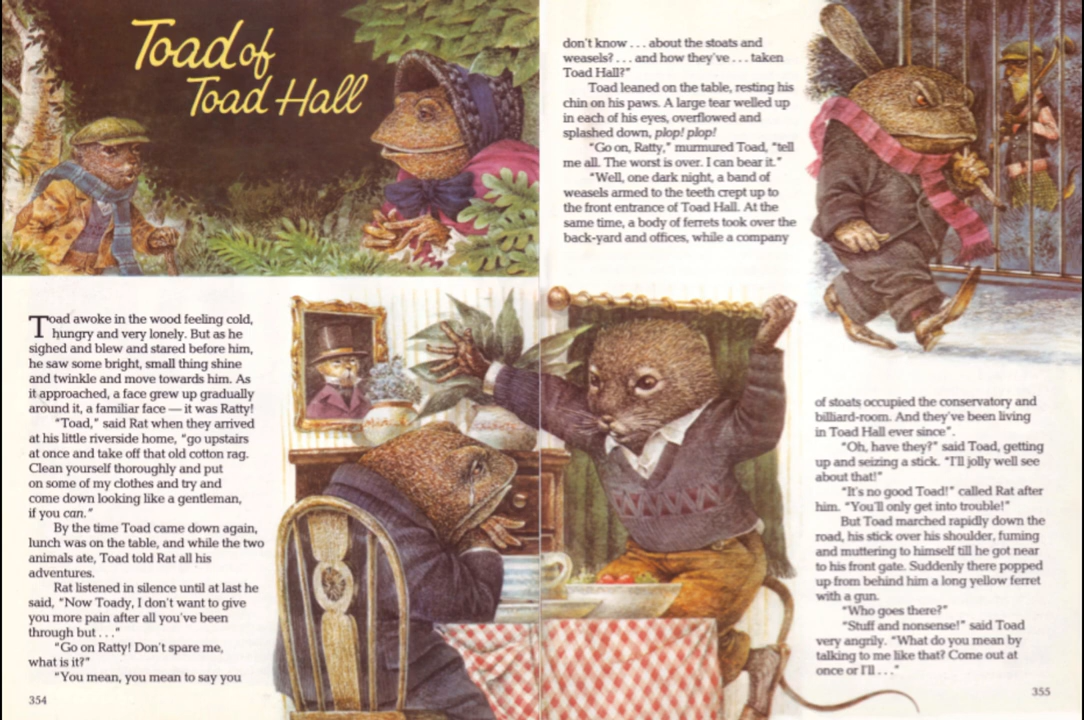 Toad of
Toad Hall
Toad awoke in the wood feeling cold,
hungry and very lonely. But as he
sighed and blew and stared before him,
he saw some bright, small thing shine
and twinkle and move towards him. As
it approached, a face grew up gradually
around it, a familiar face — it was Ratty!
"Toad," said Rat when they arrived
at his little riverside home, "go upstairs
at once and take off that old cotton rag.
Clean yourself thoroughly and put
on some of my clothes and try and
come down looking like a gentleman,
if you can."
By the time Toad came down again,
lunch was on the table, and while the two
animals ate, Toad told Rat all his
adventures.
Rat listened in silence until at last he
said, "Now Toady, I don't want to give
you more pain after all you've been
through but . . ."
"Go on Ratty! Don't spare me,
what is it?"
"You mean, you mean to say you
354
don't know . . . about the stoats and
weasels? . . . and how they've . . . taken
Toad Hall?"
Toad leaned on the table, resting his
chin on his paws. A large tear welled up
in each of his eyes, overflowed and
splashed down, plop! plop!
"Go on, Ratty," murmured Toad, "tell
me all. The worst is over. I can bear it."
"Well, one dark night, a band of
weasels armed to the teeth crept up to
the front entrance of Toad Hall. At the
same time, a body of ferrets took over the
back-yard and offices, while a company
of stoats occupied the conservatory and
billiard-room. And they've been living
in Toad Hall ever since".
"Oh, have they?" said Toad, getting
up and seizing a stick. "I'll jolly well see
about that!"
"It's no good Toad!" called Rat after
him. "You'll only get into trouble!"
But Toad marched rapidly down the
road, his stick over his shoulder, fuming
and muttering to himself till he got near
to his front gate. Suddenly there popped
up from behind him a long yellow ferret
with a gun.
"Who goes there?"
"Stuff and nonsense!" said Toad
very angrily. "What do you mean by
talking to me like that? Come out at
once or I'll . . ."
355